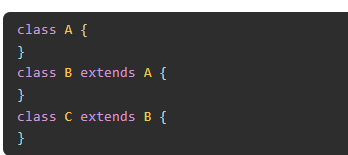 class A {
}
class B extends A {
}
class C extends B {
}